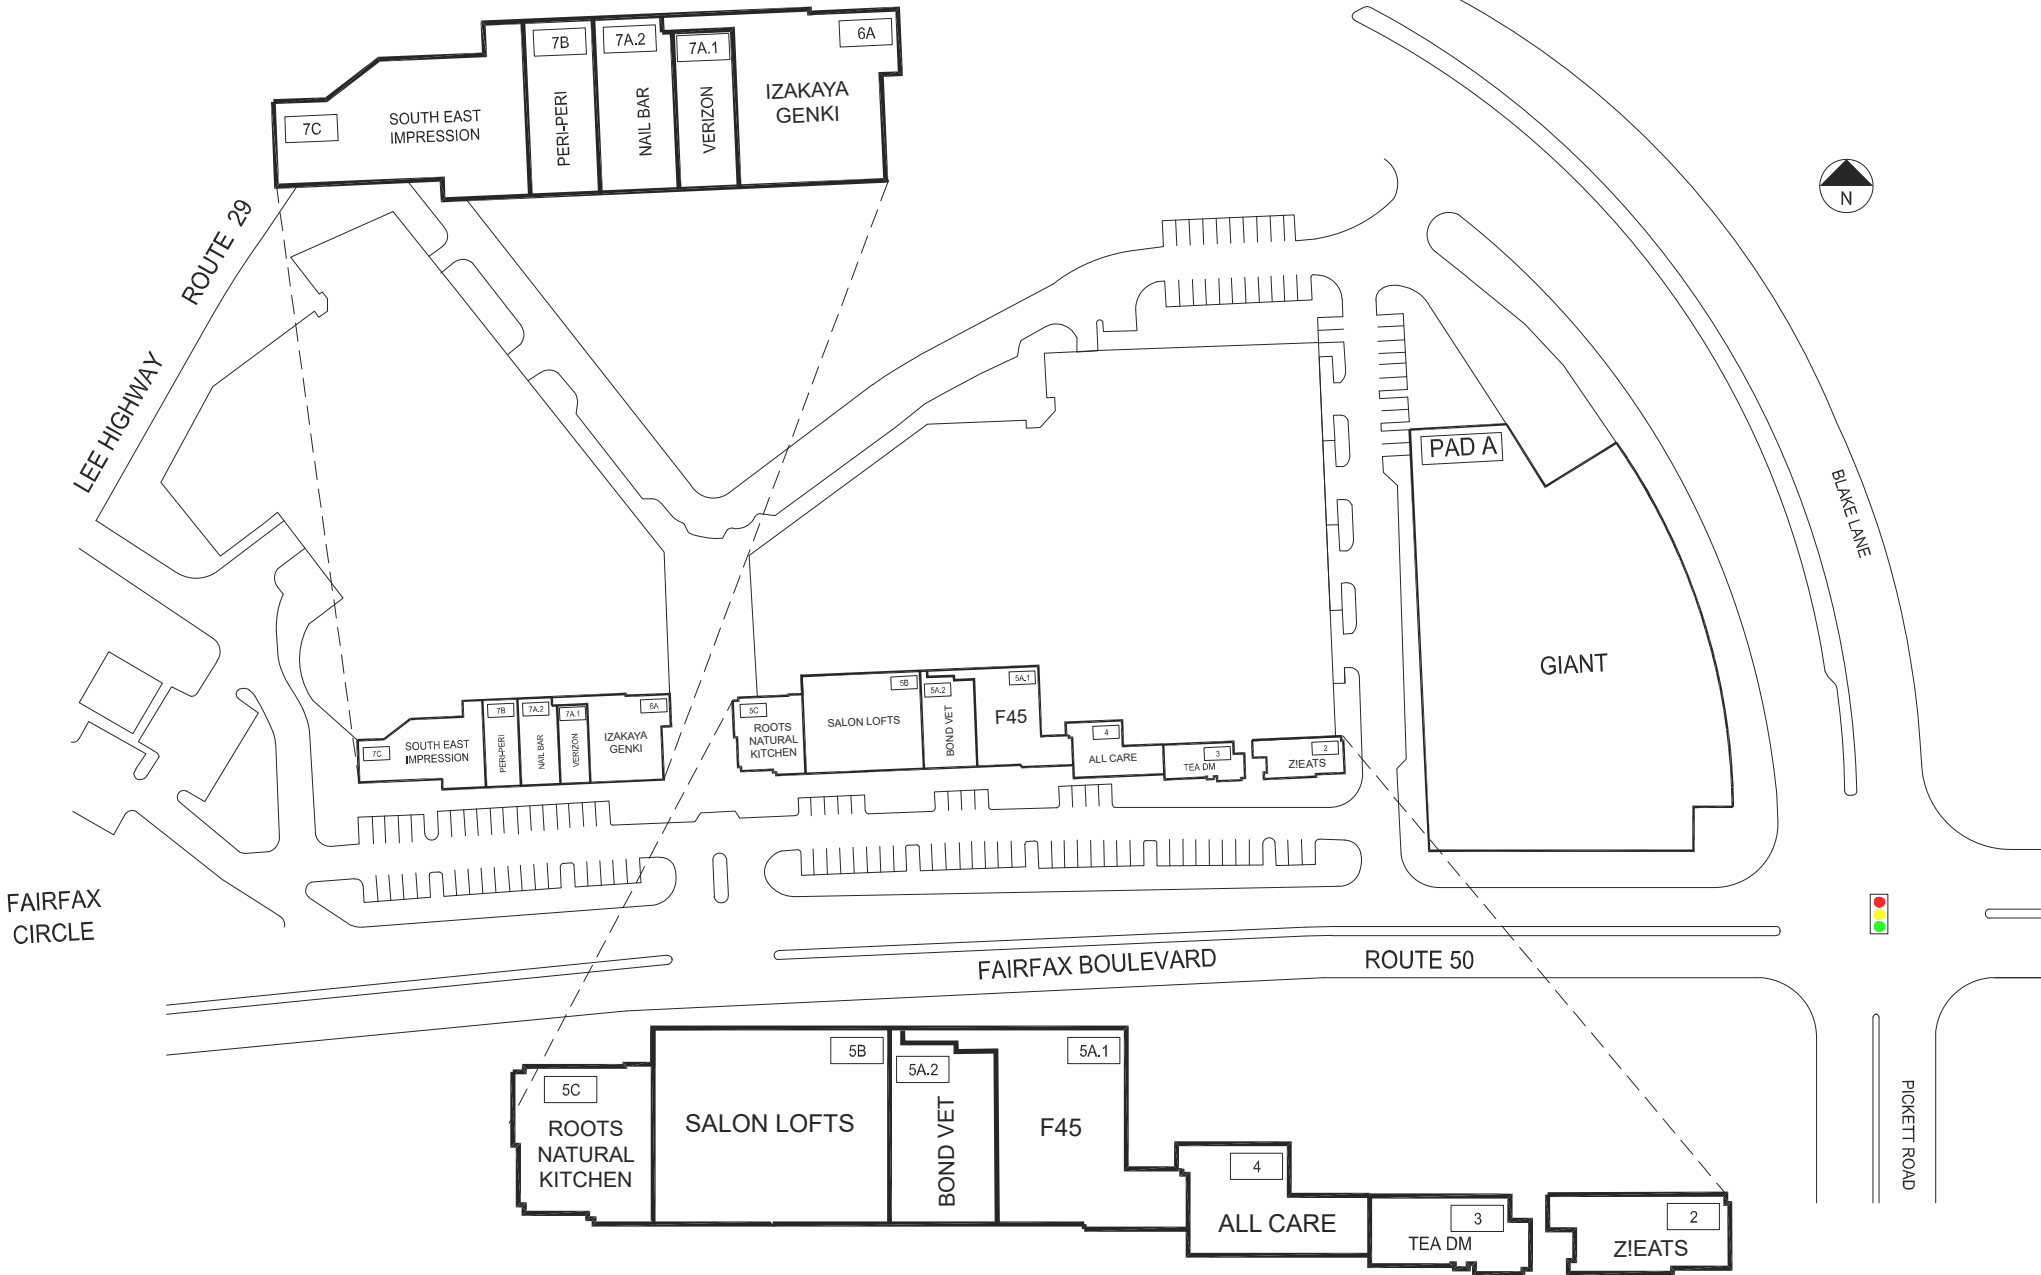 7C
SOUTH EAST
IMPRESSION
7B
PERI-PERI
7A.2
NAIL BAR
7A.1
VERIZON
6A
IZAKAYA
GENKI
N
LEE HIGHWAY
ROUTE 29
PAD A
GIANT
BLAKE LANE
7C
SOUTH EAST
IMPRESSION
7B
PERI-PERI
7A.2
NAIL BAR
7A.1
VERIZON
6A
IZAKAYA
GENKI
5C
ROOTS
NATURAL
KITCHEN
5B
SALON LOFTS
5A.2
BOND VET
5A.1
F45
4
ALL CARE
3
TEA DM
2
Z!EATS
FAIRFAX
CIRCLE
FAIRFAX BOULEVARD
ROUTE 50
PICKETT ROAD
5C
ROOTS
NATURAL
KITCHEN
5B
SALON LOFTS
5A.2
BOND VET
5A.1
F45
4
ALL CARE
3
TEA DM
2
Z!EATS